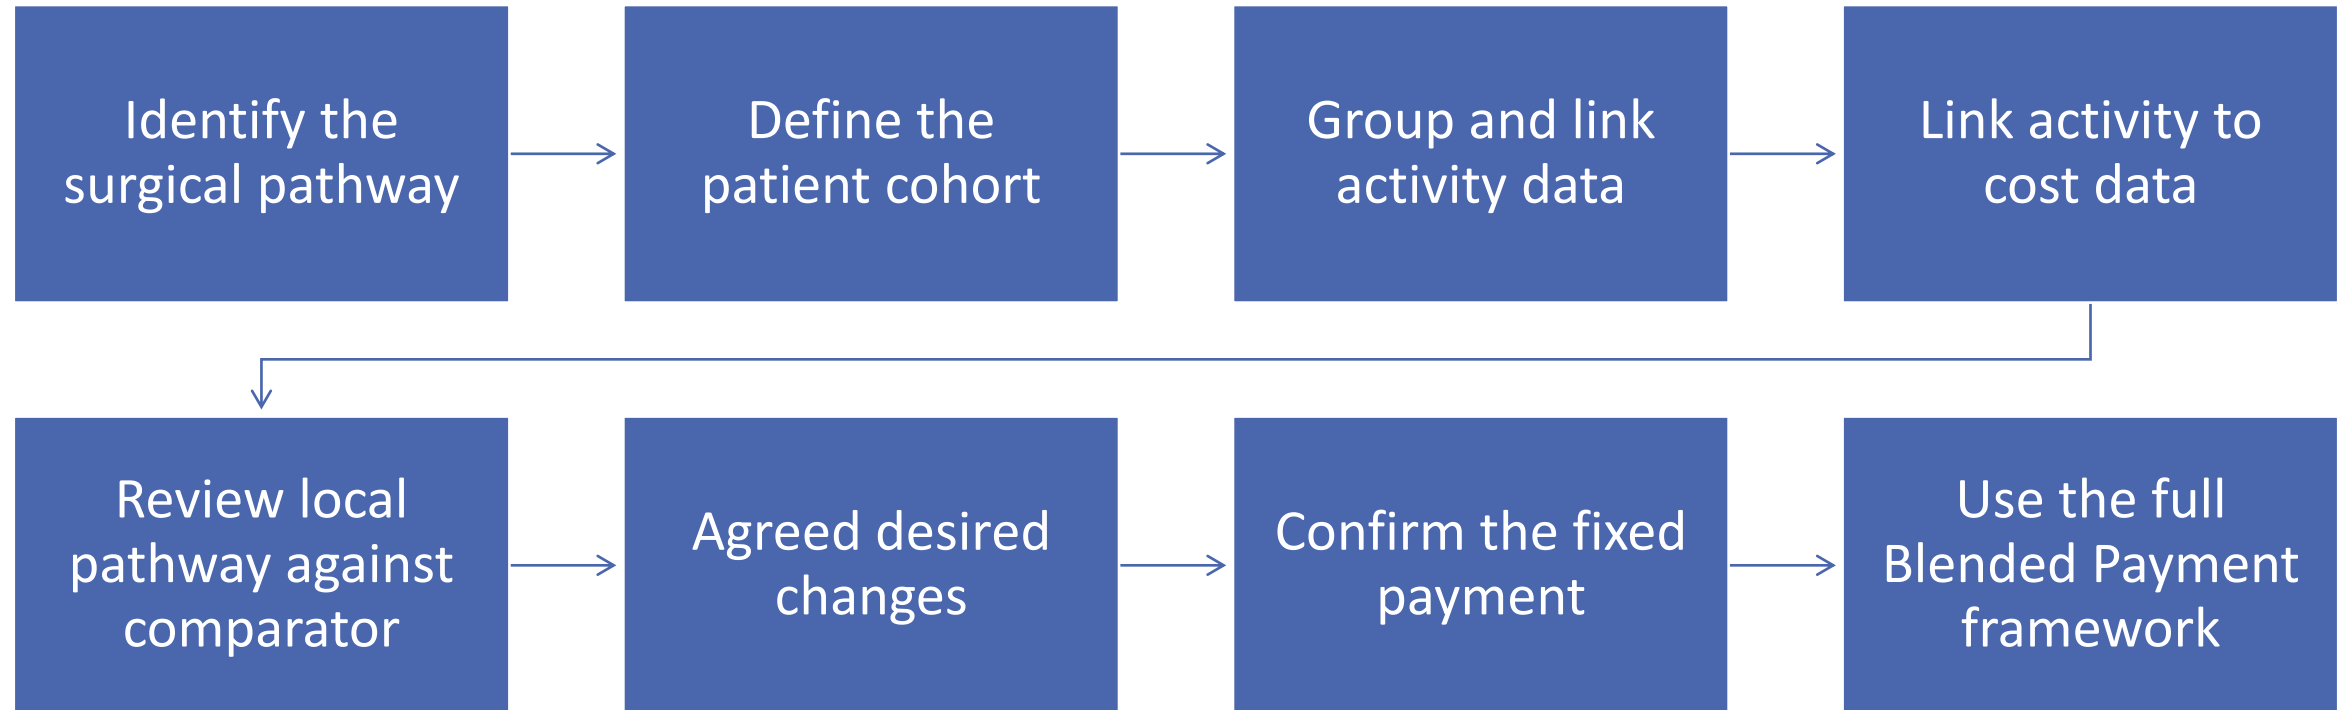 Identify the
surgical pathway
Define the
patient cohort
Group and link
activity data
Link activity to
cost data
Review local
pathway against
comparator
Agreed desired
changes
Confirm the fixed
payment
Use the full
Blended Payment
framework